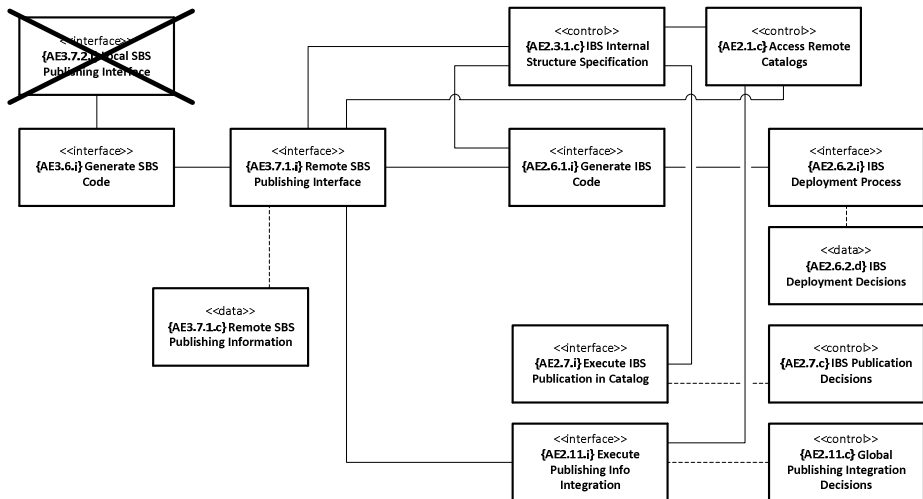 <<interface>>
{AE3.7.2.i} Local SBS
Publishing Interface
<<control>>
{AE2.3.1.c} IBS Internal
Structure Specification
<<control>>
{AE2.1.c} Access Remote
Catalogs
<<interface>>
{AE3.6.i} Generate SBS
Code
<<interface>>
{AE3.7.1.i} Remote SBS
Publishing Interface
<<interface>>
{AE2.6.1.i} Generate IBS
Code
<<interface>>
{AE2.6.2.i} IBS
Deployment Process
<<data>>
{AE2.6.2.d} IBS
Deployment Decisions
<<data>>
{AE3.7.1.c} Remote SBS
Publishing Information
<<interface>>
{AE2.7.i} Execute IBS
Publication in Catalog
<<control>>
{AE2.7.c} IBS Publication
Decisions
<<interface>>
{AE2.11.i} Execute
Publishing Info
Integration
<<control>>
{AE2.11.c} Global
Publishing Integration
Decisions